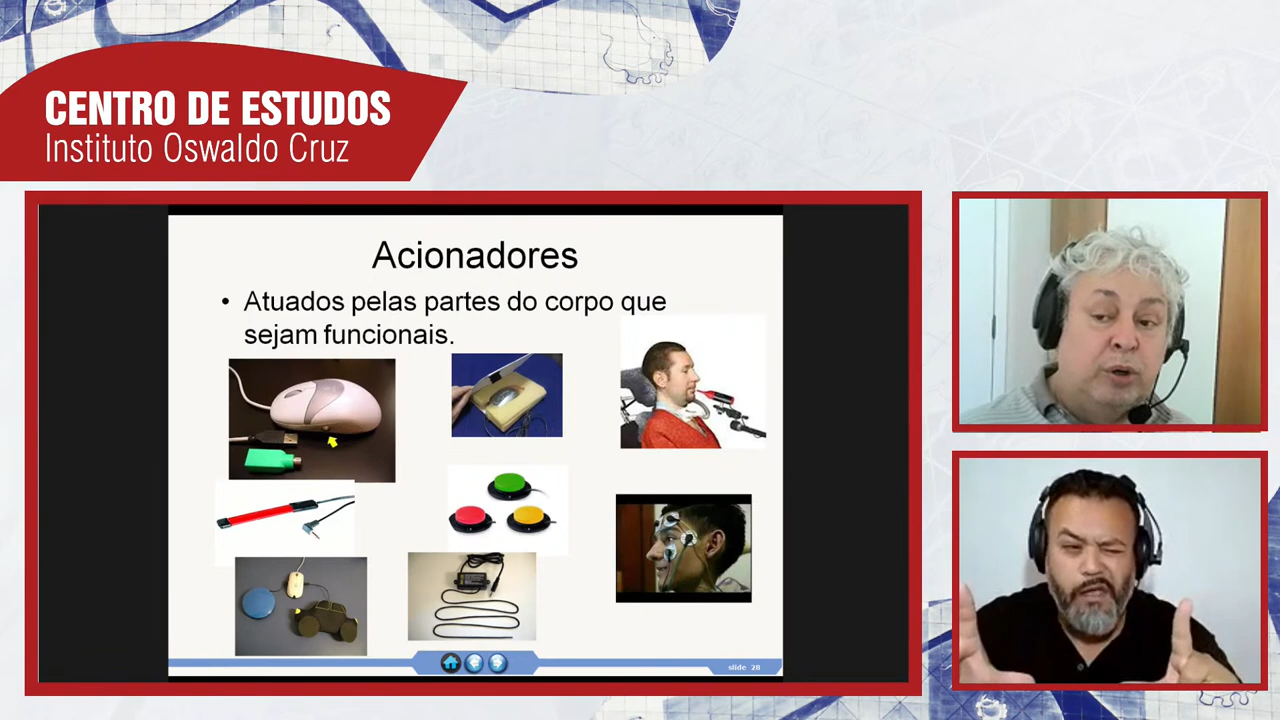 CENTRO DE ESTUDOS
Instituto Oswaldo Cruz
Acionadores
• Atuados pelas partes do corpo que
sejam funcionais.
slide 28